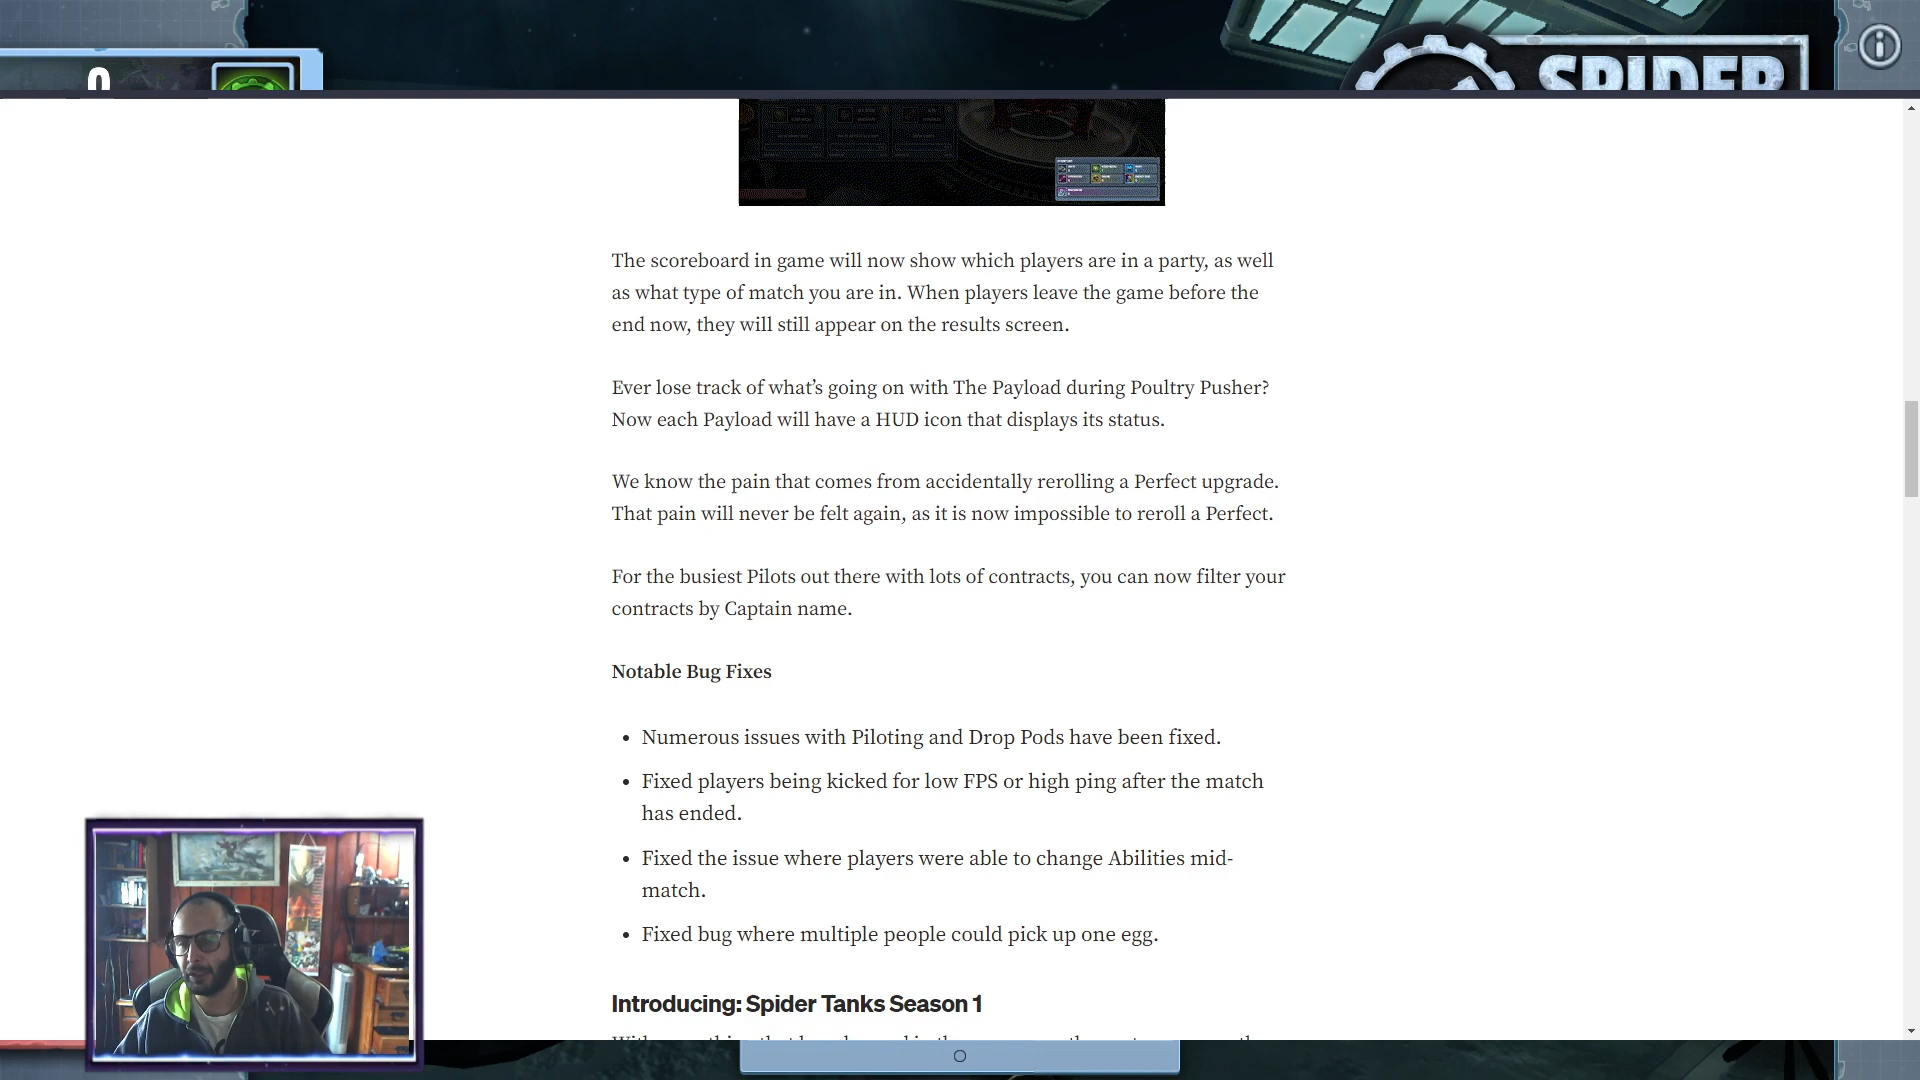 0
SPIDER
The scoreboard in game will now show which players are in a party, as well
as what type of match you are in. When players leave the game before the
end now, they will still appear on the results screen.
Ever lose track of what’s going on with The Payload during Poultry Pusher?
Now each Payload will have a HUD icon that displays its status.
We know the pain that comes from accidentally rerolling a Perfect upgrade.
That pain will never be felt again, as it is now impossible to reroll a Perfect.
For the busiest Pilots out there with lots of contracts, you can now filter your
contracts by Captain name.
Notable Bug Fixes
• Numerous issues with Piloting and Drop Pods have been fixed.
• Fixed players being kicked for low FPS or high ping after the match
has ended.
• Fixed the issue where players were able to change Abilities mid-
match.
• Fixed bug where multiple people could pick up one egg.
Introducing: Spider Tanks Season 1